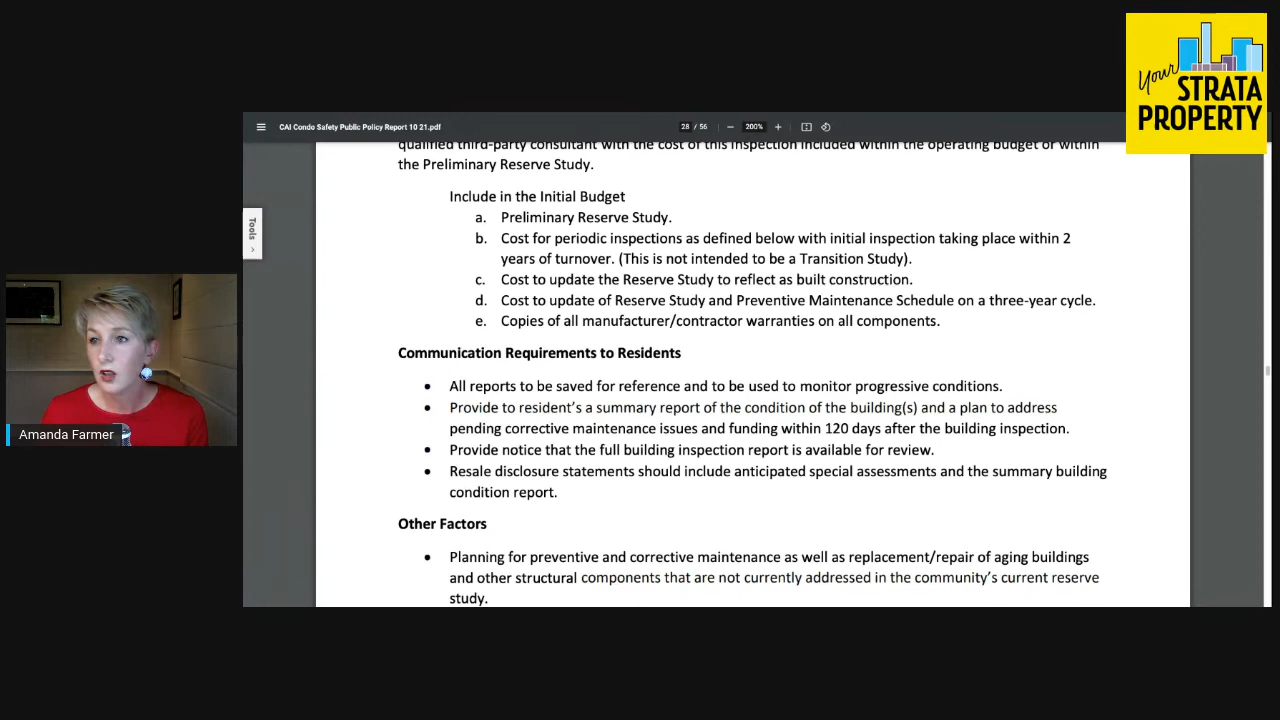 Your
STRATA
PROPERTY
CAI Condo Safety Public Policy Report 10 21.pdf
28 / 56
200%
qualified third-party consultant with the cost of this inspection included within the operating budget or within
the Preliminary Reserve Study.
Tools
Include in the Initial Budget
a. Preliminary Reserve Study.
b. Cost for periodic inspections as defined below with initial inspection taking place within 2
years of turnover. (This is not intended to be a Transition Study).
c. Cost to update the Reserve Study to reflect as built construction.
d. Cost to update of Reserve Study and Preventive Maintenance Schedule on a three-year cycle.
e. Copies of all manufacturer/contractor warranties on all components.
Communication Requirements to Residents
• All reports to be saved for reference and to be used to monitor progressive conditions.
• Provide to resident's a summary report of the condition of the building(s) and a plan to address
pending corrective maintenance issues and funding within 120 days after the building inspection.
• Provide notice that the full building inspection report is available for review.
• Resale disclosure statements should include anticipated special assessments and the summary building
condition report.
Other Factors
• Planning for preventive and corrective maintenance as well as replacement/repair of aging buildings
and other structural components that are not currently addressed in the community's current reserve
study.
Amanda Farmer